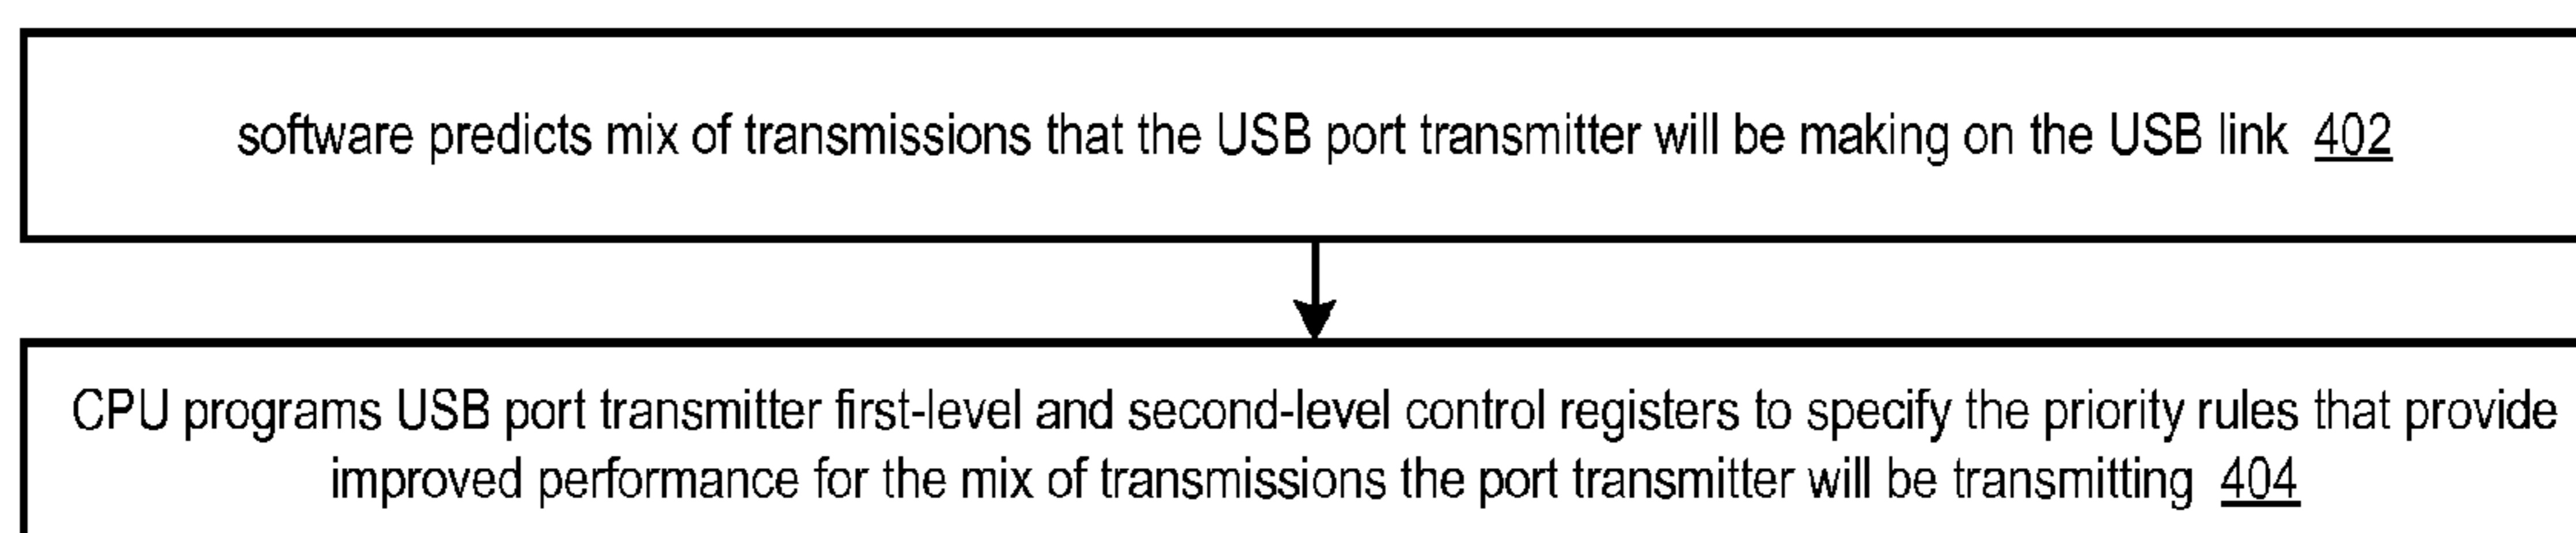 software predicts mix of transmissions that the USB port transmitter will be making on the USB link 402
CPU programs USB port transmitter first-level and second-level control registers to specify the priority rules that provide
improved performance for the mix of transmissions the port transmitter will be transmitting 404